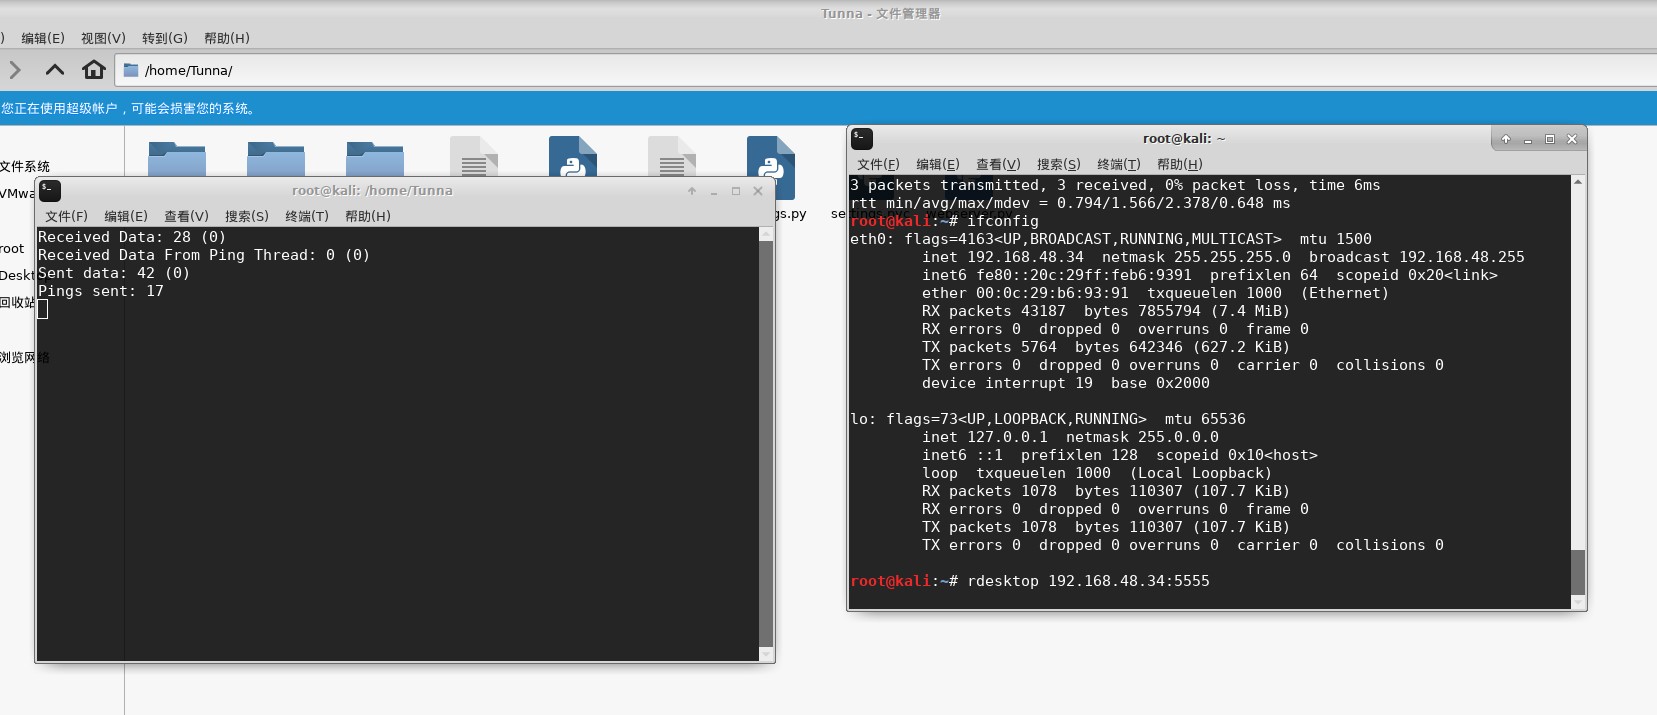 Tunna - 文件管理器
) 编辑(E) 视图(V) 转到(G) 帮助(H)
/home/Tunna/
您正在使用超级帐户，可能会损害您的系统。
文件系统
VMwa
root
Deskt
回收站
浏览网络
gs.py
settings.pyc
webserver.py
root@kali: /home/Tunna
文件(F) 编辑(E) 查看(V) 搜索(S) 终端(T) 帮助(H)
Received Data: 28 (0)
Received Data From Ping Thread: 0 (0)
Sent data: 42 (0)
Pings sent: 17
root@kali: ~
文件(F) 编辑(E) 查看(V) 搜索(S) 终端(T) 帮助(H)
3 packets transmitted, 3 received, 0% packet loss, time 6ms
rtt min/avg/max/mdev = 0.794/1.566/2.378/0.648 ms
root@kali:~# ifconfig
eth0: flags=4163<UP,BROADCAST,RUNNING,MULTICAST>  mtu 1500
        inet 192.168.48.34  netmask 255.255.255.0  broadcast 192.168.48.255
        inet6 fe80::20c:29ff:feb6:9391  prefixlen 64  scopeid 0x20<link>
        ether 00:0c:29:b6:93:91  txqueuelen 1000  (Ethernet)
        RX packets 43187  bytes 7855794 (7.4 MiB)
        RX errors 0  dropped 0  overruns 0  frame 0
        TX packets 5764  bytes 642346 (627.2 KiB)
        TX errors 0  dropped 0 overruns 0  carrier 0  collisions 0
        device interrupt 19  base 0x2000
lo: flags=73<UP,LOOPBACK,RUNNING>  mtu 65536
        inet 127.0.0.1  netmask 255.0.0.0
        inet6 ::1  prefixlen 128  scopeid 0x10<host>
        loop  txqueuelen 1000  (Local Loopback)
        RX packets 1078  bytes 110307 (107.7 KiB)
        RX errors 0  dropped 0  overruns 0  frame 0
        TX packets 1078  bytes 110307 (107.7 KiB)
        TX errors 0  dropped 0 overruns 0  carrier 0  collisions 0
root@kali:~# rdesktop 192.168.48.34:5555